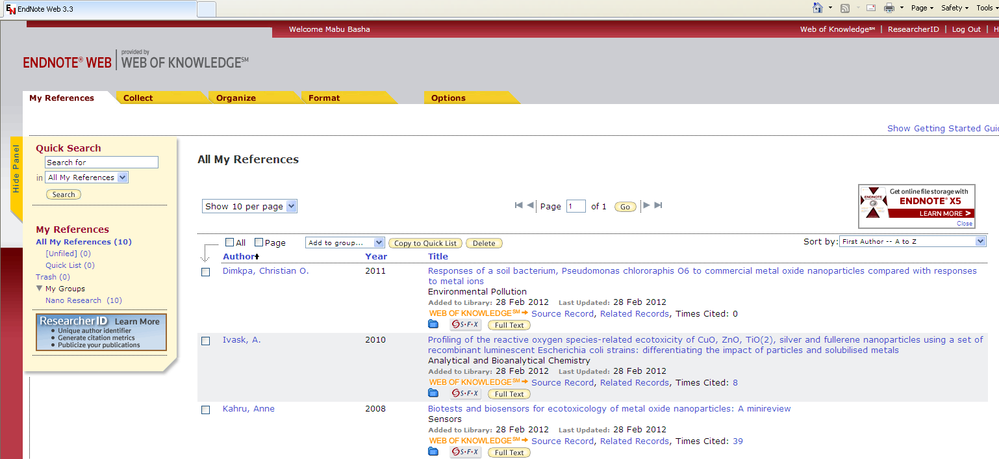 EndNote Web 3.3
Page Safety Tools
Welcome Mabu Basha
Web of Knowledge℠ | ResearcherID | Log Out | H
ENDNOTE® WEB
provided by
WEB OF KNOWLEDGE℠
My References Collect Organize Format Options
Show Getting Started Guid
Hide Panel
Quick Search
Search for
in All My References
Search
My References
All My References (10)
[Unfiled] (0)
Quick List (0)
Trash (0)
My Groups
Nano Research (10)
ResearcherID Learn More
• Unique author identifier
• Generate citation metrics
• Publicize your publications
All My References
Show 10 per page
Page 1 of 1 Go
Get online file storage with
ENDNOTE® X5
LEARN MORE >
Close
ENDNOTE
All Page Add to group... Copy to Quick List Delete
Sort by: First Author -- A to Z
Author Year Title
Dimkpa, Christian O. 2011 Responses of a soil bacterium, Pseudomonas chlororaphis O6 to commercial metal oxide nanoparticles compared with responses
to metal ions
Environmental Pollution
Added to Library: 28 Feb 2012 Last Updated: 28 Feb 2012
WEB OF KNOWLEDGE℠ Source Record, Related Records, Times Cited: 0
S·F·X Full Text
Ivask, A. 2010 Profiling of the reactive oxygen species-related ecotoxicity of CuO, ZnO, TiO(2), silver and fullerene nanoparticles using a set of
recombinant luminescent Escherichia coli strains: differentiating the impact of particles and solubilised metals
Analytical and Bioanalytical Chemistry
Added to Library: 28 Feb 2012 Last Updated: 28 Feb 2012
WEB OF KNOWLEDGE℠ Source Record, Related Records, Times Cited: 8
S·F·X Full Text
Kahru, Anne 2008 Biotests and biosensors for ecotoxicology of metal oxide nanoparticles: A minireview
Sensors
Added to Library: 28 Feb 2012 Last Updated: 28 Feb 2012
WEB OF KNOWLEDGE℠ Source Record, Related Records, Times Cited: 39
S·F·X Full Text